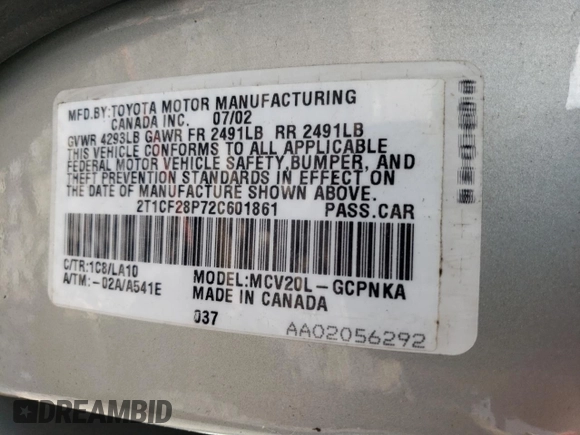 MFD.BY:TOYOTA MOTOR MANUFACTURING
CANADA INC. 07/02
GVWR 4293LB GAWR FR 2491LB RR 2491LB
THIS VEHICLE CONFORMS TO ALL APPLICABLE
FEDERAL MOTOR VEHICLE SAFETY,BUMPER, AND
THEFT PREVENTION STANDARDS IN EFFECT ON
THE DATE OF MANUFACTURE SHOWN ABOVE.
2T1CF28P72C601861 PASS.CAR
C/TR:1C8/LA10 MODEL:MCV20L-GCPNKA
A/TM:-02A/A541E MADE IN CANADA
037
AA02056292
DREAMBID